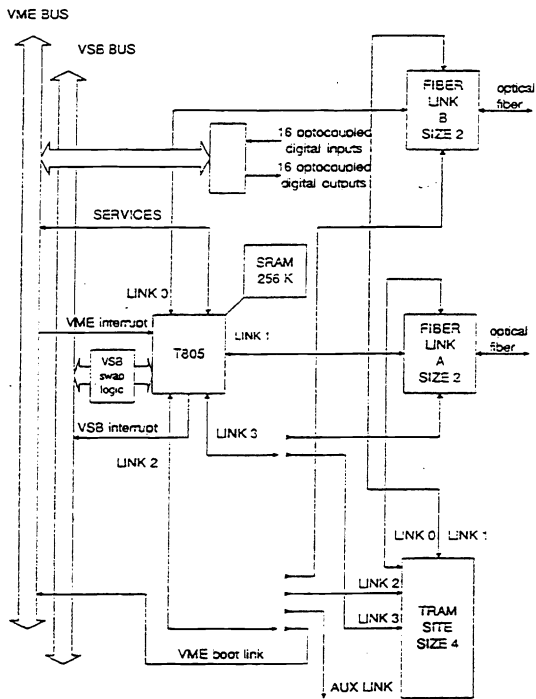 VME BUS
VSB BUS
FIBER
LINK
B
SIZE 2
optical
fiber
16 optocoupled
digital inputs
16 optocoupled
digital outputs
SERVICES
SRAM
256 K
LINK 0
VME interrupt
T805
LINK 1
FIBER
LINK
A
SIZE 2
optical
fiber
VSB
swap
logic
VSB interrupt
LINK 3
LINK 2
LINK 0
LINK 1
LINK 2
LINK 3
TRAM
SITE
SIZE 4
VME boot link
AUX LINK